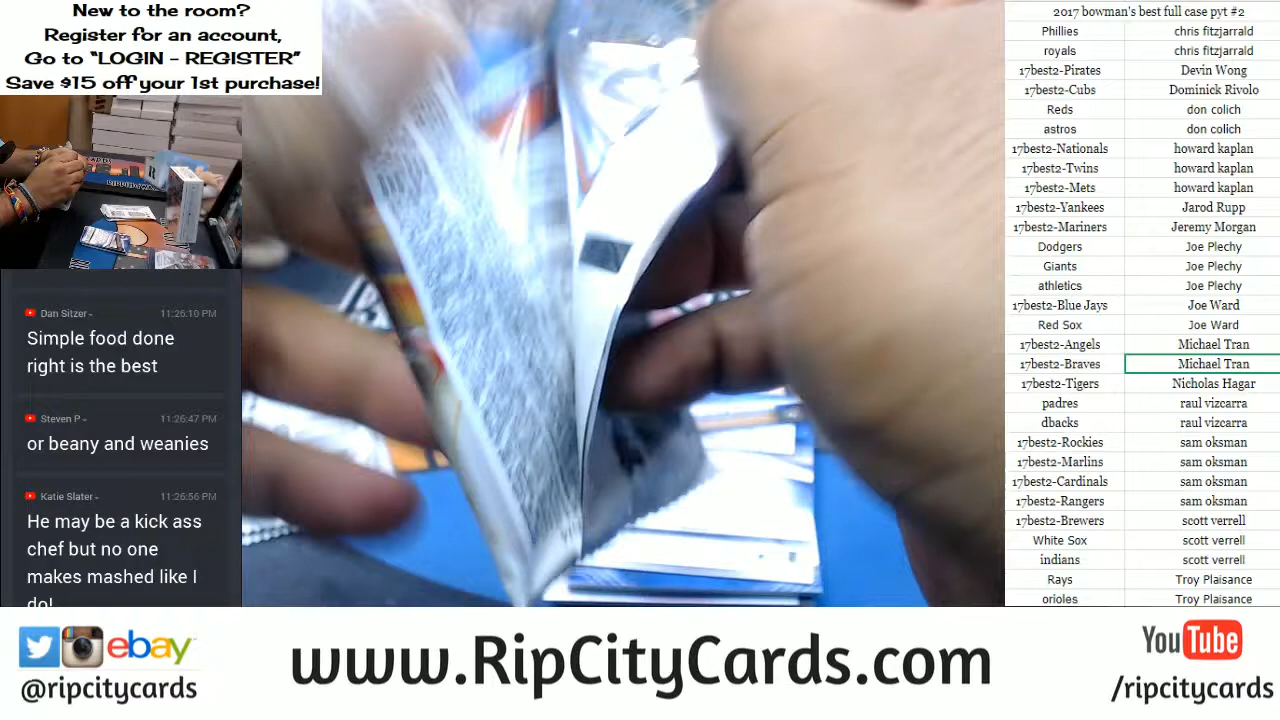 New to the room?
Register for an account,
Go to “LOGIN - REGISTER”
Save $15 off your 1st purchase!
Dan Sitzer
11:26:10 PM
Simple food done
right is the best
Steven P
11:26:47 PM
or beany and weanies
Katie Slater
11:26:56 PM
He may be a kick ass
chef but no one
makes mashed like I
do!
2017 bowman's best full case pyt #2
Phillies chris fitzjarrald
royals chris fitzjarrald
17best2-Pirates Devin Wong
17best2-Cubs Dominick Rivolo
Reds don colich
astros don colich
17best2-Nationals howard kaplan
17best2-Twins howard kaplan
17best2-Mets howard kaplan
17best2-Yankees Jarod Rupp
17best2-Mariners Jeremy Morgan
Dodgers Joe Plechy
Giants Joe Plechy
athletics Joe Plechy
17best2-Blue Jays Joe Ward
Red Sox Joe Ward
17best2-Angels Michael Tran
17best2-Braves Michael Tran
17best2-Tigers Nicholas Hagar
padres raul vizcarra
dbacks raul vizcarra
17best2-Rockies sam oksman
17best2-Marlins sam oksman
17best2-Cardinals sam oksman
17best2-Rangers sam oksman
17best2-Brewers scott verrell
White Sox scott verrell
indians scott verrell
Rays Troy Plaisance
orioles Troy Plaisance
ebay
@ripcitycards
www.RipCityCards.com
YouTube
/ripcitycards